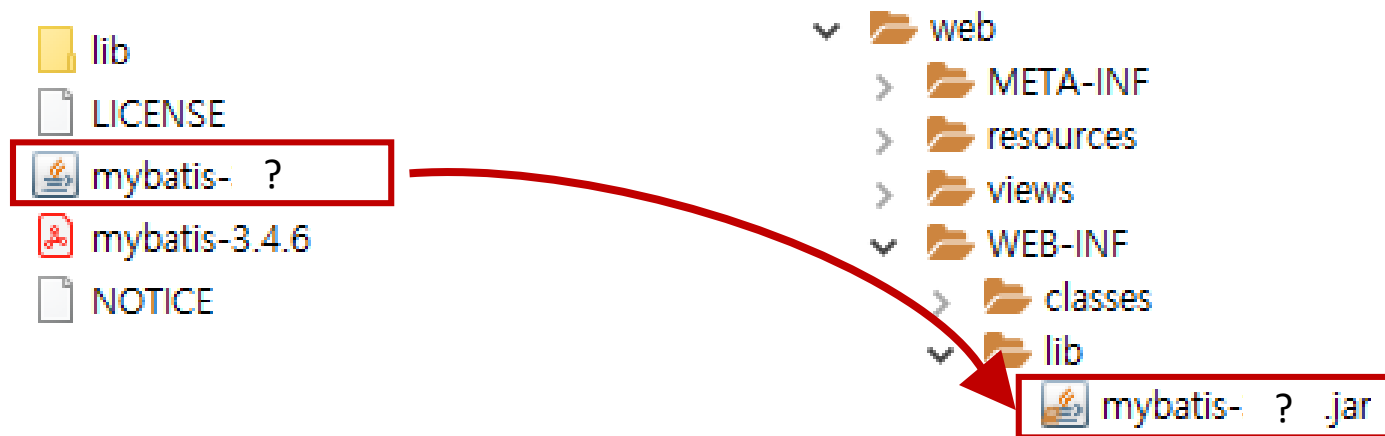 lib
LICENSE
mybatis- ?
mybatis-3.4.6
NOTICE
web
META-INF
resources
views
WEB-INF
classes
lib
mybatis- ? .jar